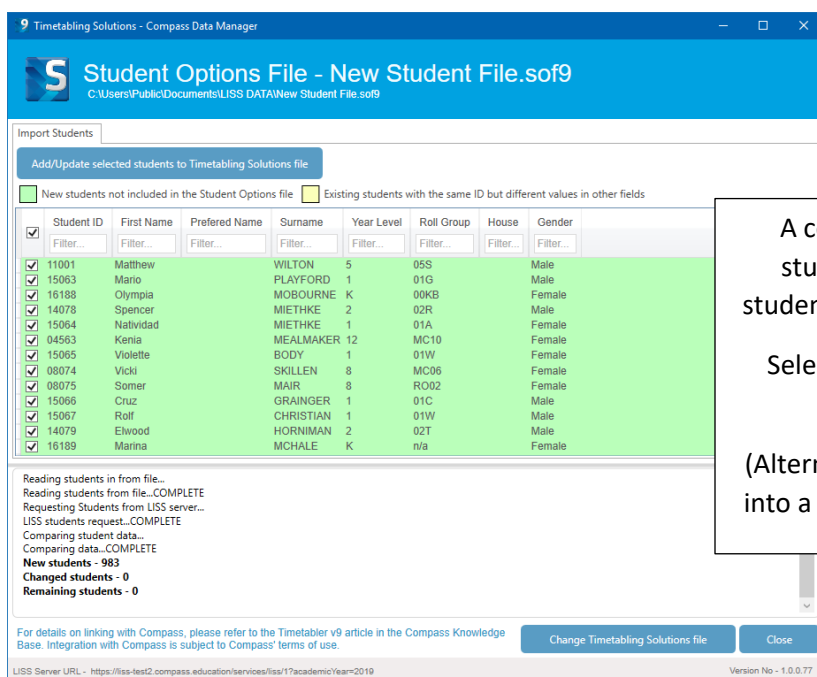 Timetabling Solutions - Compass Data Manager
Student Options File - New Student File.sof9
C:\Users\Public\Documents\LISS DATA\New Student File.sof9
Import Students
Add/Update selected students to Timetabling Solutions file
New students not included in the Student Options file Existing students with the same ID but different values in other fields
Student ID First Name Prefered Name Surname Year Level Roll Group House Gender
Filter... Filter... Filter... Filter... Filter... Filter... Filter... Filter...
11001 Matthew WILTON 5 05S Male
15063 Mario PLAYFORD 1 01G Male
16188 Olympia MOBOURNE K 00KB Female
14078 Spencer MIETHKE 2 02R Male
15064 Natividad MIETHKE 1 01A Female
04563 Kenia MEALMAKER 12 MC10 Female
15065 Violette BODY 1 01W Female
08074 Vicki SKILLEN 8 MC06 Female
08075 Somer MAIR 8 RO02 Female
15066 Cruz GRAINGER 1 01C Male
15067 Rolf CHRISTIAN 1 01W Male
14079 Elwood HORNIMAN 2 02T Male
16189 Marina MCHALE K n/a Female
A c
stu
studen
Sele
(Altern
into a
Reading students in from file...
Reading students from file...COMPLETE
Requesting Students from LISS server...
LISS students request...COMPLETE
Comparing student data...
Comparing data...COMPLETE
New students - 983
Changed students - 0
Remaining students - 0
For details on linking with Compass, please refer to the Timetabler v9 article in the Compass Knowledge
Base. Integration with Compass is subject to Compass' terms of use.
Change Timetabling Solutions file
Close
LISS Server URL - https://liss-test2.compass.education/services/liss/1?academicYear=2019
Version No - 1.0.0.77